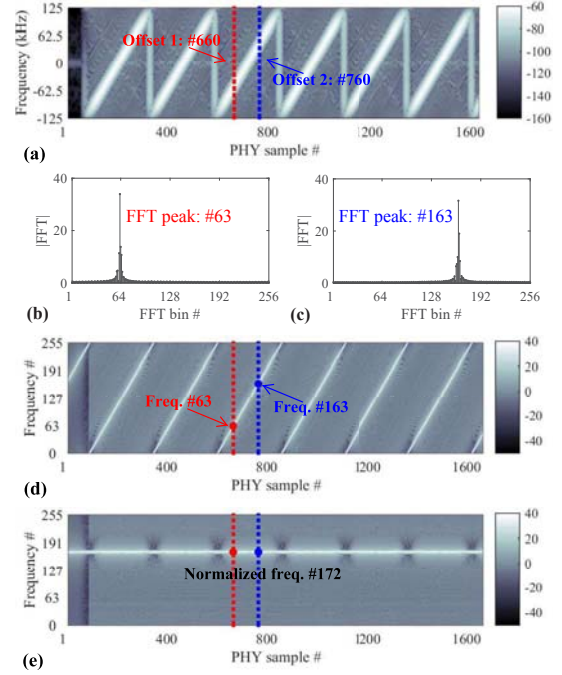 125
62.5
0
-62.5
-125
Frequency (kHz)
Offset 1: #660
Offset 2: #760
-60
-80
-100
-120
-140
-160
1
400
800
1200
1600
PHY sample #
(a)
40
20
0
|FFT|
FFT peak: #63
1
64
128
192
256
FFT bin #
(b)
40
20
0
|FFT|
FFT peak: #163
1
64
128
192
256
FFT bin #
(c)
255
191
127
63
0
Frequency #
Freq. #63
Freq. #163
40
20
0
-20
-40
1
400
800
1200
1600
PHY sample #
(d)
255
191
127
63
0
Frequency #
Normalized freq. #172
40
20
0
-20
-40
1
400
800
1200
1600
PHY sample #
(e)